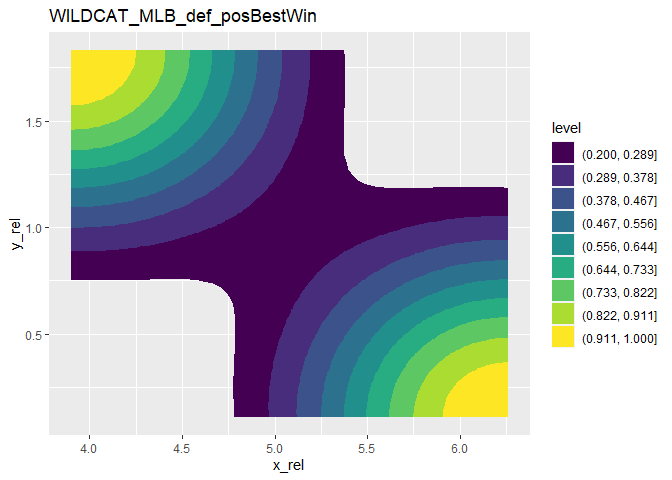 WILDCAT_MLB_def_posBestWin
1.5
1.0
0.5
y_rel
4.0 4.5 5.0 5.5 6.0
x_rel
level
(0.200, 0.289]
(0.289, 0.378]
(0.378, 0.467]
(0.467, 0.556]
(0.556, 0.644]
(0.644, 0.733]
(0.733, 0.822]
(0.822, 0.911]
(0.911, 1.000]